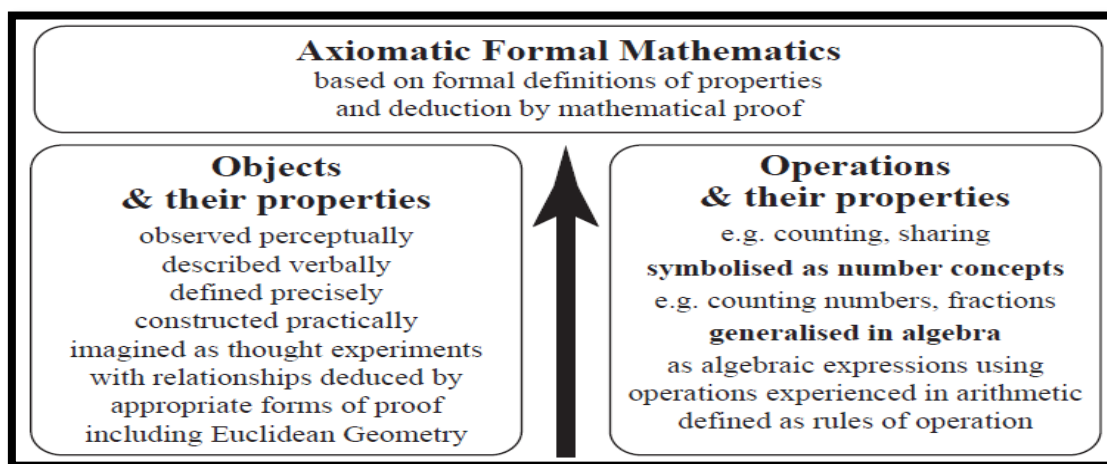 Axiomatic Formal Mathematics
based on formal definitions of properties
and deduction by mathematical proof
Objects
& their properties
observed perceptually
described verbally
defined precisely
constructed practically
imagined as thought experiments
with relationships deduced by
appropriate forms of proof
including Euclidean Geometry
Operations
& their properties
e.g. counting, sharing
symbolised as number concepts
e.g. counting numbers, fractions
generalised in algebra
as algebraic expressions using
operations experienced in arithmetic
defined as rules of operation